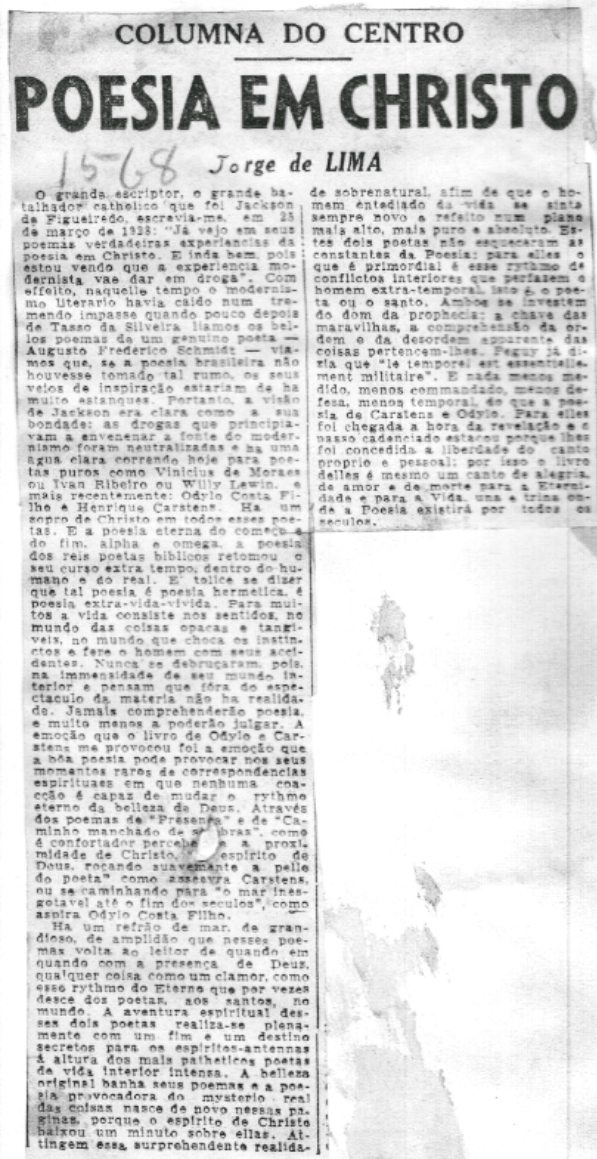 COLUMNA DO CENTRO
POESIA EM CHRISTO
1568
Jorge de LIMA
O grande escriptor, o grande ba-
talhador catholico que foi Jackson
de Figueiredo, escrevia-me, em 25
de março de 1928: "Já vejo em seus
poemas verdadeiras experiencias da
poesia em Christo. E inda bem, pois
estou vendo que a experiencia mo-
dernista vae dar em droga". Com
effeito, naquelle tempo o modernis-
mo literario havia caido num tre-
mendo impasse quando pouco depois
de Tasso da Silveira liamos os bel-
los poemas de um genuino poeta —
Augusto Frederico Schmidt — via-
mos que, se a poesia brasileira não
houvesse tomado tal rumo, os seus
veios de inspiração estariam de ha
muito estanques. Portanto, a visão
de Jackson era clara como a sua
bondade: as drogas que principia-
vam a envenenar a fonte do moder-
nismo foram neutralizadas e ha uma
agua clara correndo hoje para poe-
tas puros como Vinicius de Moraes
ou Ivan Ribeiro ou Willy Lewin, e
mais recentemente: Odylo Costa Fi-
lho e Henrique Carstens. Ha um
sopro de Christo em todos esses poe-
tas. E a poesia eterna do começo e
do fim, alpha e omega, a poesia
dos reis poetas biblicos retomou o
seu curso extra tempo, dentro do hu-
mano e do real. E' tolice se dizer
que tal poesia é poesia hermetica, é
poesia extra-vida-vivida. Para mui-
tos a vida consiste nos sentidos, no
mundo das coisas opacas e tangi-
veis, no mundo que choca os instin-
ctos e fere o homem com seus acci-
dentes. Nunca se debruçaram, pois,
na immensidade de seu mundo in-
terior e pensam que fóra do espe-
ctaculo da materia não ha realida-
de. Jamais comprehenderão poesia,
e muito menos a poderão julgar. A
emoção que o livro de Odylo e Car-
stens me provocou foi a emoção que
a bôa poesia pode provocar nos seus
momentos raros de correspondencias
espirituaes em que nenhuma coa-
cção é capaz de mudar o rythmo
eterno da belleza de Deus. Através
dos poemas de "Presença" e de "Ca-
minho manchado de bras", como
é confortador perceber a proxi-
midade de Christo, espirito de
Deus, roçando suavemente a pelle
do poeta" como assevra Carstens,
ou se caminhando para "o mar ines-
gotavel até o fim dos seculos", como
aspira Odylo Costa Filho.
Ha um refrão de mar, de gran-
dioso, de amplidão que nesses poe-
mas volta ao leitor de quando em
quando com a presença de Deus,
qualquer coisa como um clamor, como
esse rythmo do Eterno que por vezes
desce dos poetas, aos santos, no
mundo. A aventura espiritual des-
ses dois poetas realiza-se plena-
mente com um fim e um destino
secretos para os espiritos-antennas
á altura dos mais patheticos poetas
de vida interior intensa. A belleza
original banha seus poemas e a poe-
sia provocadora do mysterio real
das coisas nasce de novo nessas pa-
ginas, porque o espirito de Christo
baixou um minuto sobre ellas. At-
tingem essa surprehendente realida-
de sobrenatural, afim de que o ho-
mem entediado da vida se sinta
sempre novo e refeito num plano
mais alto, mais puro e absoluto. Es-
tes dois poetas não esqueceram as
constantes da Poesia; para elles o
que é primordial é esse rythmo de
conflictos interiores que perfazem o
homem extra-temporal, isto é, o poe-
ta ou o santo. Ambos se investem
do dom da prophecia; a chave das
maravilhas, a comprehensão da or-
dem e da desordem apparente das
coisas pertencem-lhes. Peguy já di-
zia que "le temporel est essentielle-
ment militaire". E nada menos me-
dido, menos commandado, menos de-
fesa, menos temporal, do que a poe-
sia de Carstens e Odylo. Para elles
foi chegada a hora da revelação e o
passo cadenciado estacou porque lhes
foi concedida a liberdade do canto
proprio e pessoal; por isso o livro
delles é mesmo um canto de alegria,
de amor e de morte para a Eterni-
dade e para a Vida, una e trina on-
de a Poesia existirá por todos os
seculos.